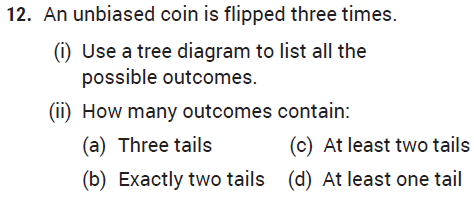 12. An unbiased coin is flipped three times.
(i) Use a tree diagram to list all the
possible outcomes.
(ii) How many outcomes contain:
(a) Three tails (c) At least two tails
(b) Exactly two tails (d) At least one tail